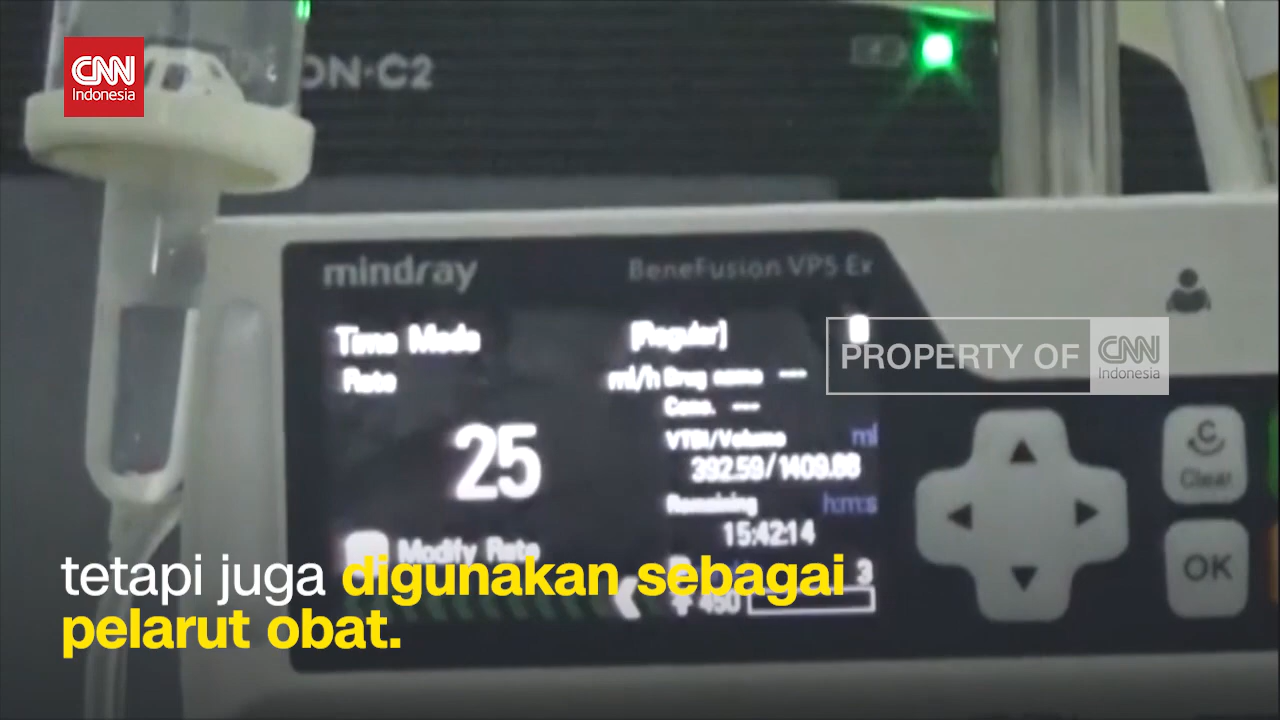 CNN
Indonesia
ON·C2
mindray
BeneFusion VP5 Ex
Time Mode
[Regular]
Rate
ml/h
Drug name ---
Conc. ---
25
VTBI/Volume ml
392.59/1409.88
Remaining h:m:s
15:42:14
Modify Rate
3
450
PROPERTY OF CNN
Indonesia
C
Clear
OK
tetapi juga digunakan sebagai
pelarut obat.